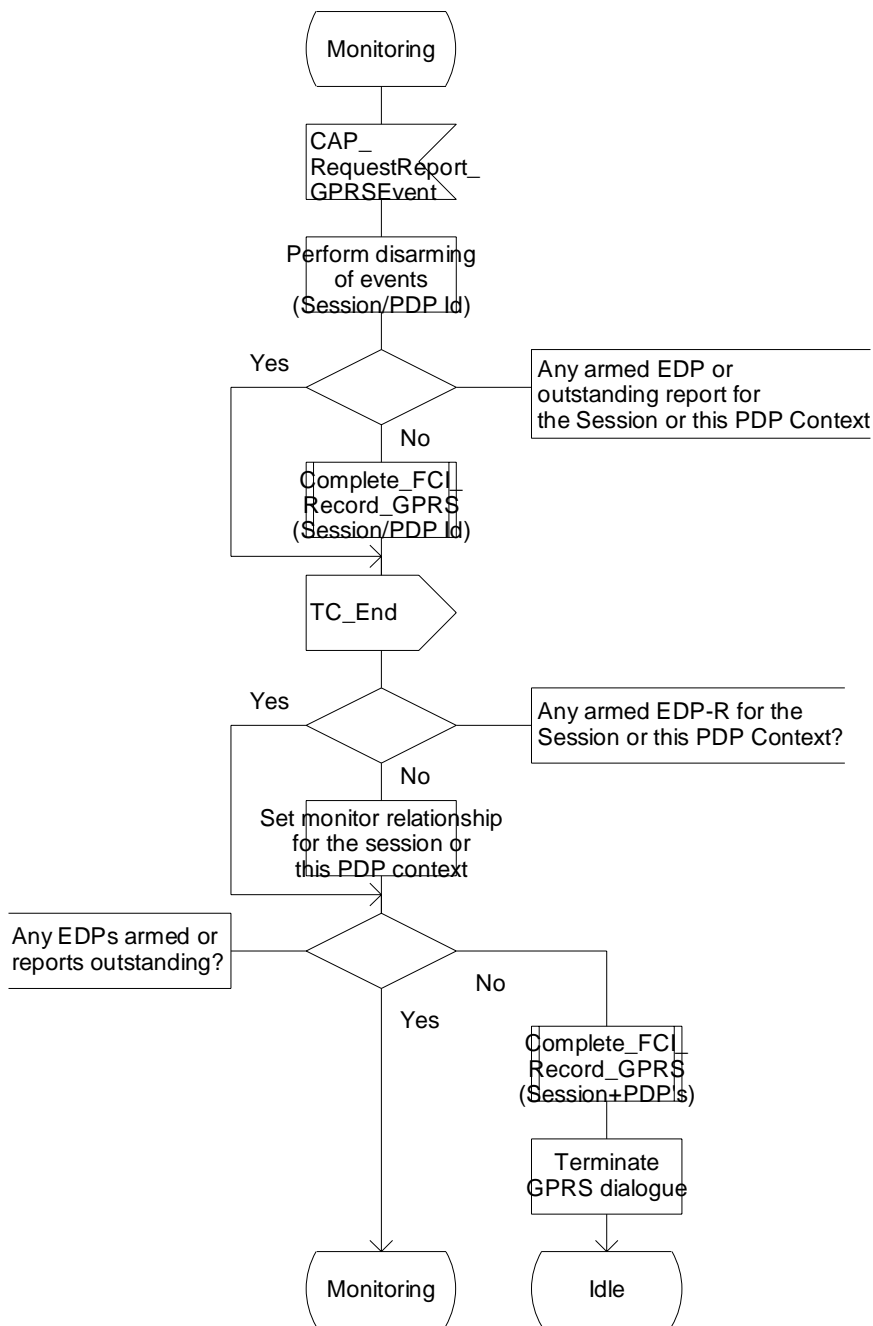 Monitoring
CAP_
RequestReport_
GPRSEvent
Perform disarming
of events
(Session/PDP Id)
Yes
Any armed EDP or
outstanding report for
the Session or this PDP Context
No
Complete_FCI_
Record_GPRS
(Session/PDP Id)
TC_End
Yes
Any armed EDP-R for the
Session or this PDP Context?
No
Set monitor relationship
for the session or
this PDP context
Any EDPs armed or
reports outstanding?
No
Yes
Complete_FCI_
Record_GPRS
(Session+PDP's)
Terminate
GPRS dialogue
Monitoring
Idle